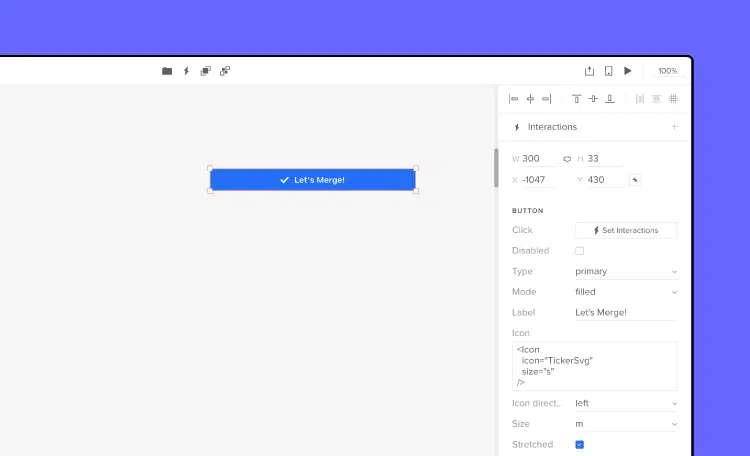 100%
Interactions
W 300 H 33
X -1047 Y 430
BUTTON
Click Set Interactions
Disabled
Type primary
Mode filled
Label Let's Merge!
Icon
<Icon
icon="TickerSvg"
size="s"
/>
Icon direct... left
Size m
Stretched
Let's Merge!